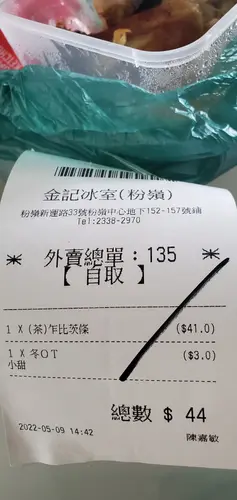 金記冰室(粉嶺)
粉嶺新運路33號粉嶺中心地下152-157號舖
Tel:2338-2970
* 外賣總單:135 *
【自取】
1 X (茶)乍比茨條 ($41.0)
1 X 冬OT ($3.0)
小甜
總數 $ 44
2022-05-09 14:42 陳嘉敏